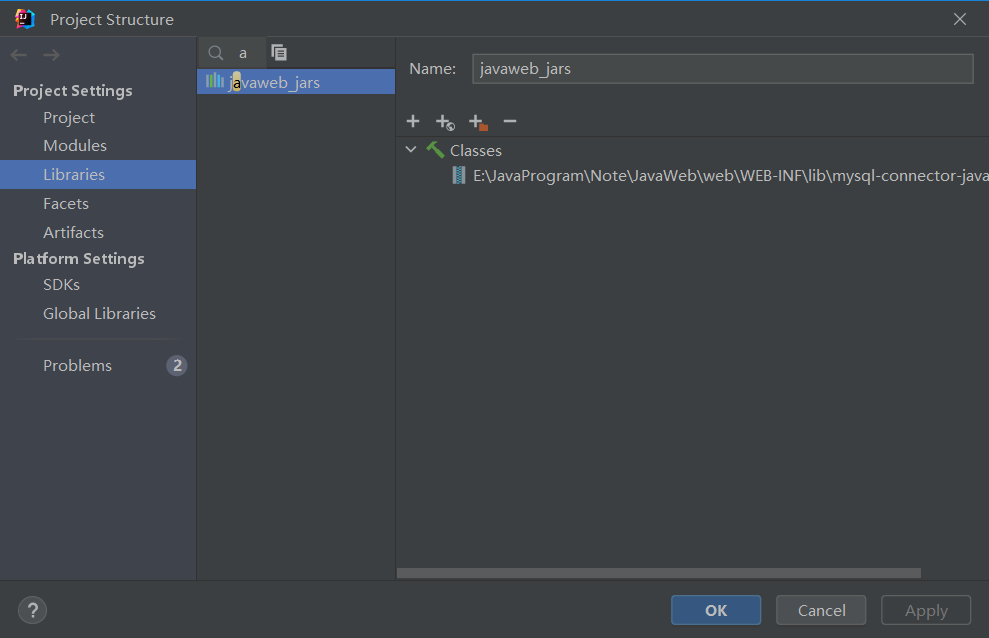 Project Structure
Project Settings
Project
Modules
Libraries
Facets
Artifacts
Platform Settings
SDKs
Global Libraries
Problems 2
a
javaweb_jars
Name: javaweb_jars
Classes
E:\JavaProgram\Note\JavaWeb\web\WEB-INF\lib\mysql-connector-java
?
OK Cancel Apply